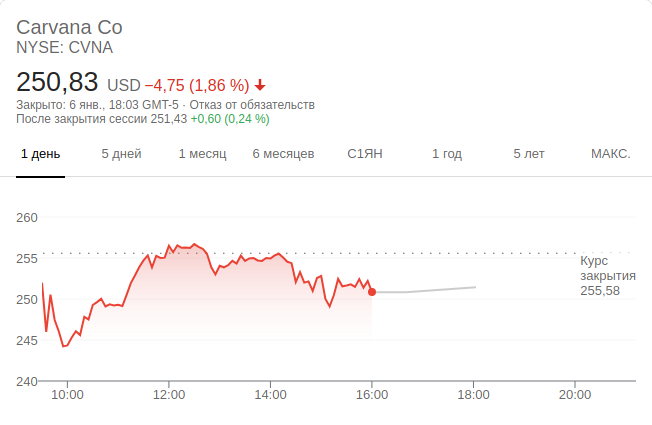 Carvana Co
NYSE: CVNA
250,83 USD −4,75 (1,86 %)
Закрыто: 6 янв., 18:03 GMT-5 · Отказ от обязательств
После закрытия сессии 251,43 +0,60 (0,24 %)
1 день 5 дней 1 месяц 6 месяцев С1ЯН 1 год 5 лет МАКС.
260
255
Курс
закрытия
255,58
250
245
240
10:00 12:00 14:00 16:00 18:00 20:00